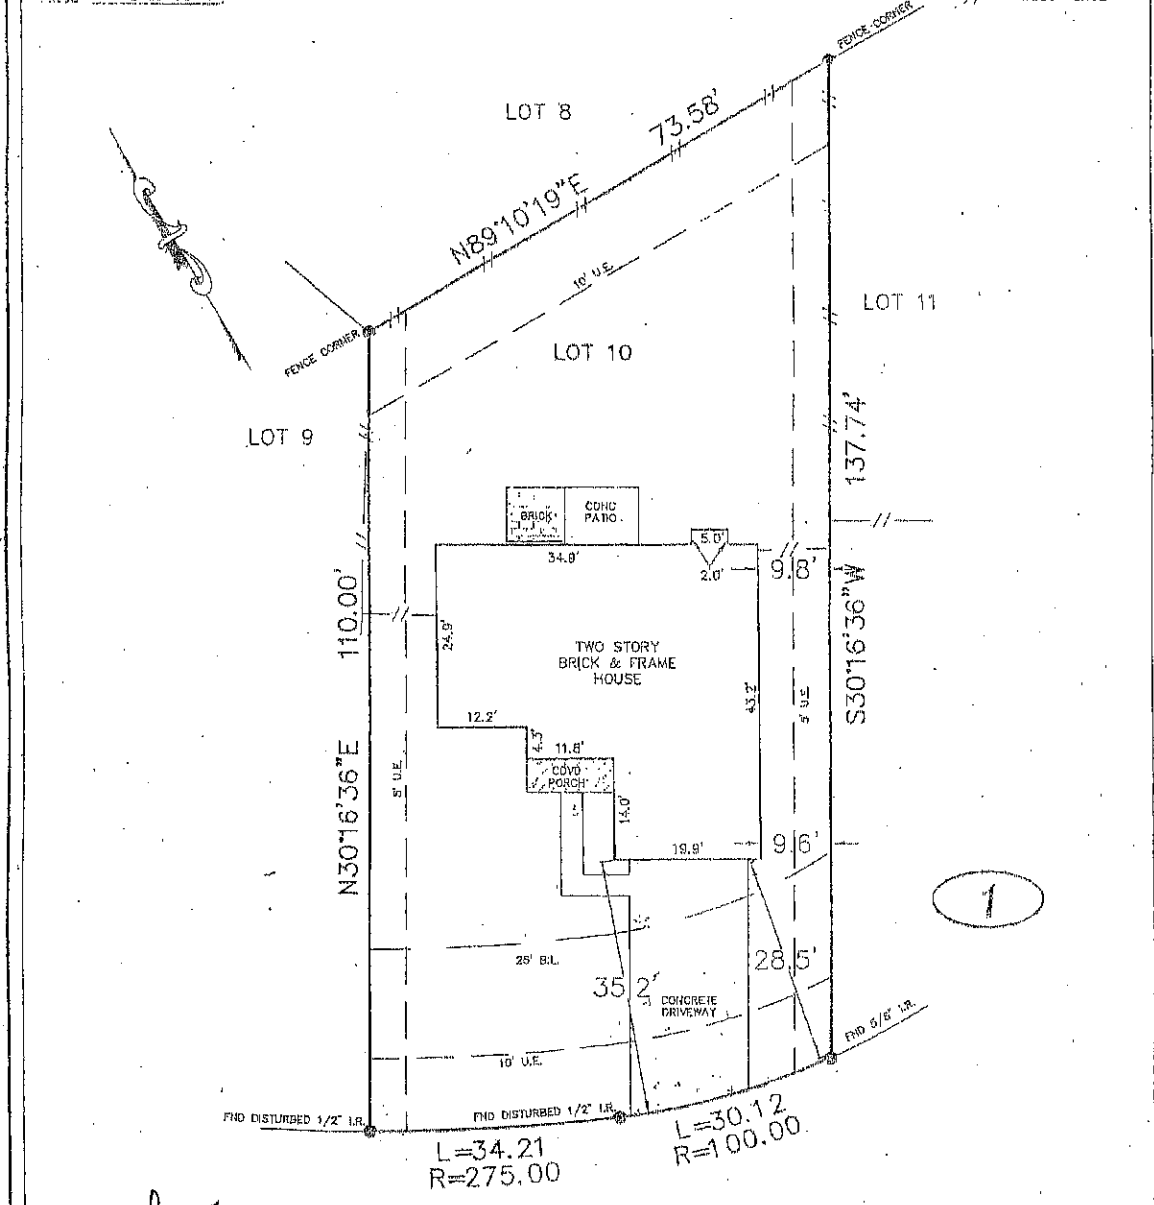 FENCE CORNER
LOT 8
73.58'
N89°10'19"E
10' U.E.
LOT 11
FENCE CORNER
LOT 10
LOT 9
137.74'
BRICK
CONC
PATIO
34.8'
5.0'
2.0'
9.8'
110.00'
24.9'
TWO STORY
BRICK & FRAME
HOUSE
S30°16'36"W
43.2'
5' U.E.
12.2'
4.3'
11.8'
COVD
PORCH
N30°16'36"E
5' U.E.
14.0'
19.9'
9.6'
1
25' B.L.
28.5'
35.2'
CONCRETE
DRIVEWAY
FND 5/8" I.R.
10' U.E.
FND DISTURBED 1/2" I.R.
FND DISTURBED 1/2" I.R.
L=34.21
R=275.00
L=30.12
R=100.00